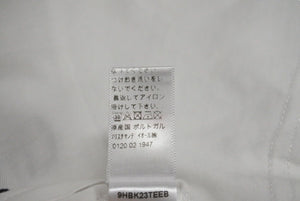 つけおき洗いをし
ないでください。
裏返してアイロン
掛けして下さい。
原産国 ポルトガル
0120 02 1947
9HBK23TEEB